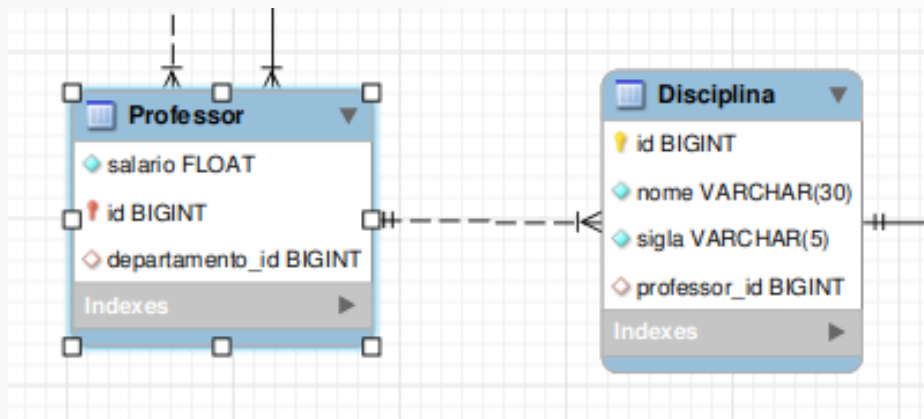 Professor
salario FLOAT
id BIGINT
departamento_id BIGINT
Indexes
Disciplina
id BIGINT
nome VARCHAR(30)
sigla VARCHAR(5)
professor_id BIGINT
Indexes